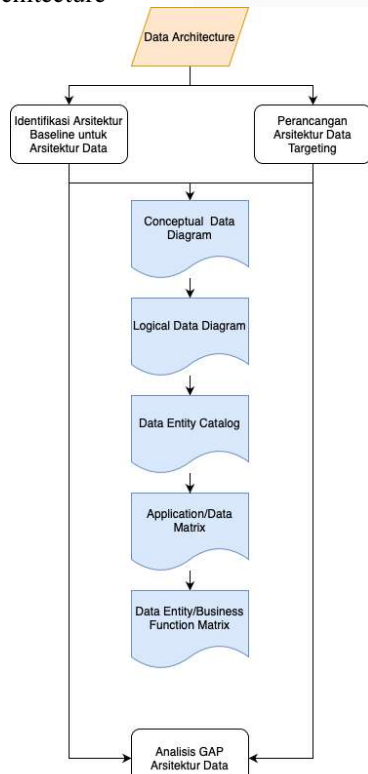 chitecture
Data Architecture
Identifikasi Arsitektur
Baseline untuk
Arsitektur Data
Perancangan
Arsitektur Data
Targeting
Conceptual Data
Diagram
Logical Data Diagram
Data Entity Catalog
Application/Data
Matrix
Data Entity/Business
Function Matrix
Analisis GAP
Arsitektur Data